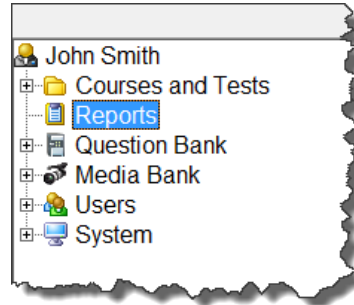 John Smith
Courses and Tests
Reports
Question Bank
Media Bank
Users
System